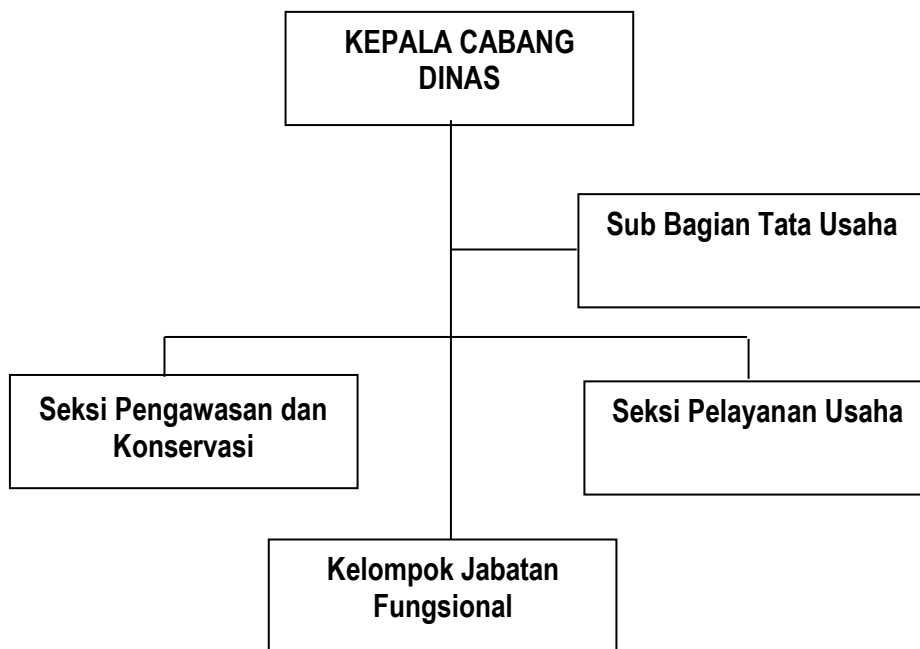 KEPALA CABANG
DINAS
Sub Bagian Tata Usaha
Seksi Pengawasan dan
Konservasi
Seksi Pelayanan Usaha
Kelompok Jabatan
Fungsional